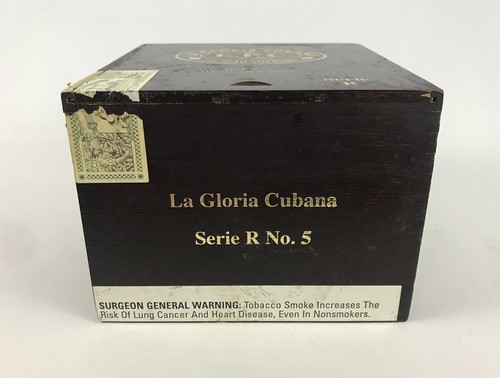 La Gloria Cubana
Serie R No. 5
SURGEON GENERAL WARNING: Tobacco Smoke Increases The
Risk Of Lung Cancer And Heart Disease, Even In Nonsmokers.